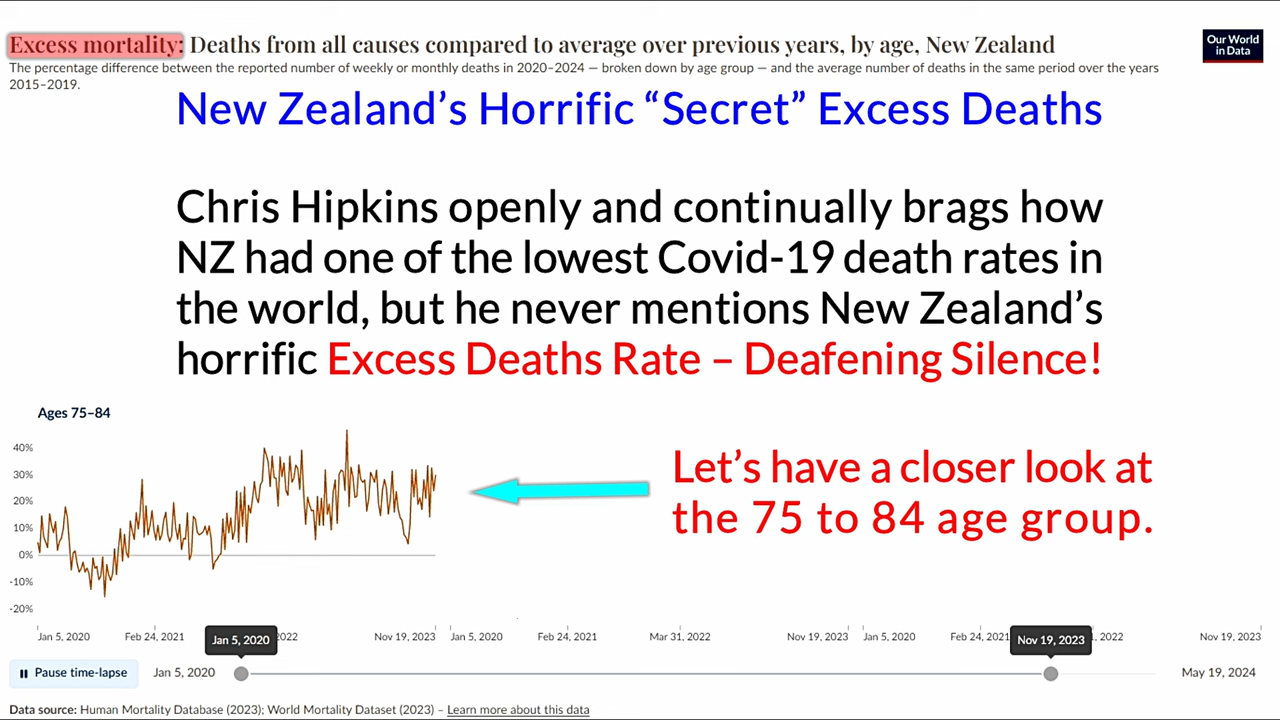 Excess mortality: Deaths from all causes compared to average over previous years, by age, New Zealand
Our World
in Data
The percentage difference between the reported number of weekly or monthly deaths in 2020–2024 — broken down by age group — and the average number of deaths in the same period over the years
2015–2019.
New Zealand’s Horrific “Secret” Excess Deaths
Chris Hipkins openly and continually brags how
NZ had one of the lowest Covid-19 death rates in
the world, but he never mentions New Zealand’s
horrific Excess Deaths Rate – Deafening Silence!
Ages 75–84
40%
30%
20%
10%
0%
-10%
-20%
Let’s have a closer look at
the 75 to 84 age group.
Jan 5, 2020 Feb 24, 2021 2022 Nov 19, 2023 Jan 5, 2020 Feb 24, 2021 Mar 31, 2022 Nov 19, 2023 Jan 5, 2020 Feb 24, 2021 , 2022 Nov 19, 2023
Jan 5, 2020 Nov 19, 2023
Pause time-lapse Jan 5, 2020 May 19, 2024
Data source: Human Mortality Database (2023); World Mortality Dataset (2023) – Learn more about this data